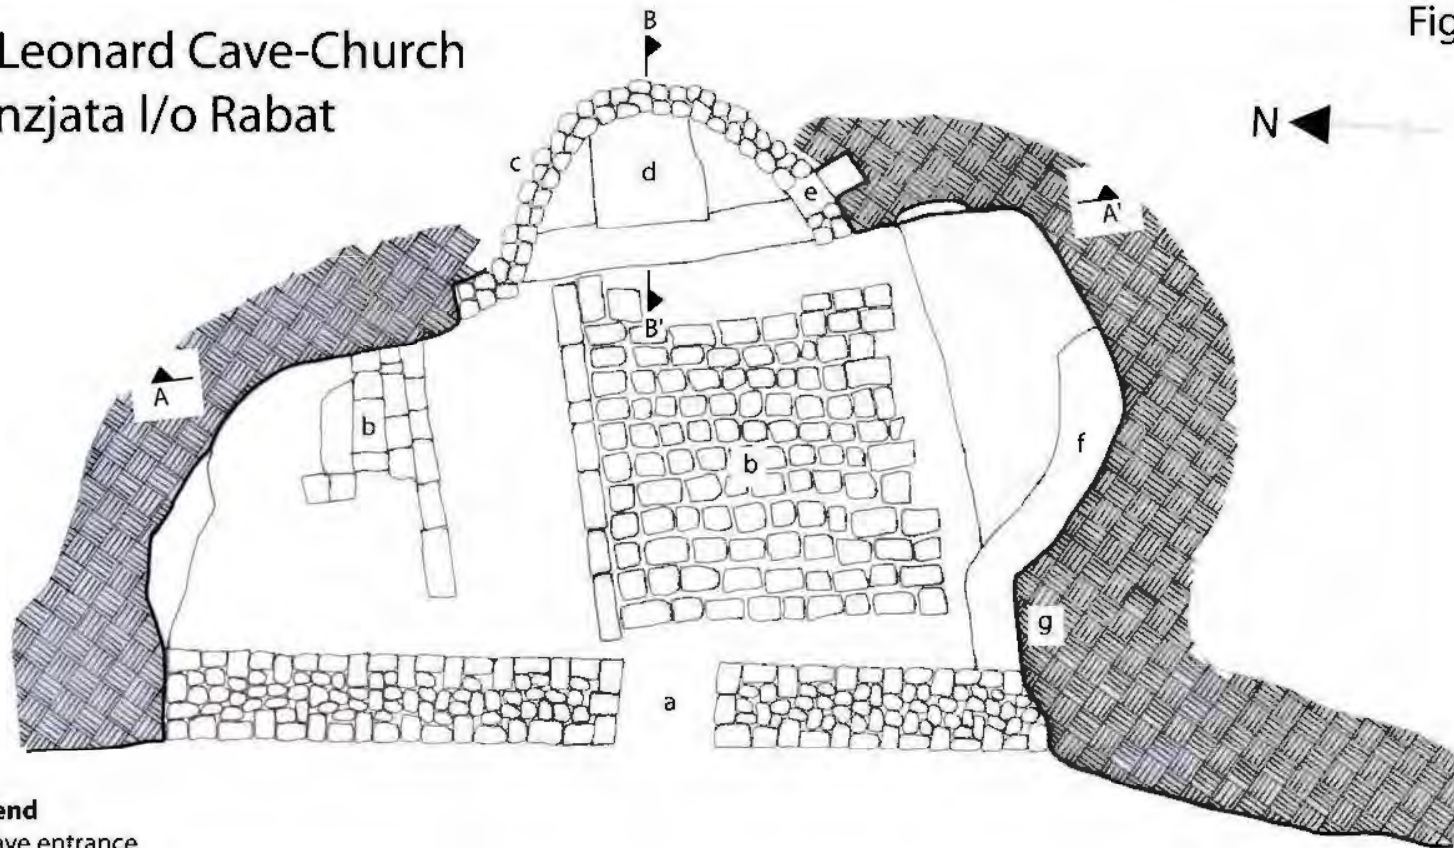 Leonard Cave-Church
nzjata l/o Rabat
Fig
N
B
c
d
e
A'
B'
A
b
b
f
g
a
end
ave entrance